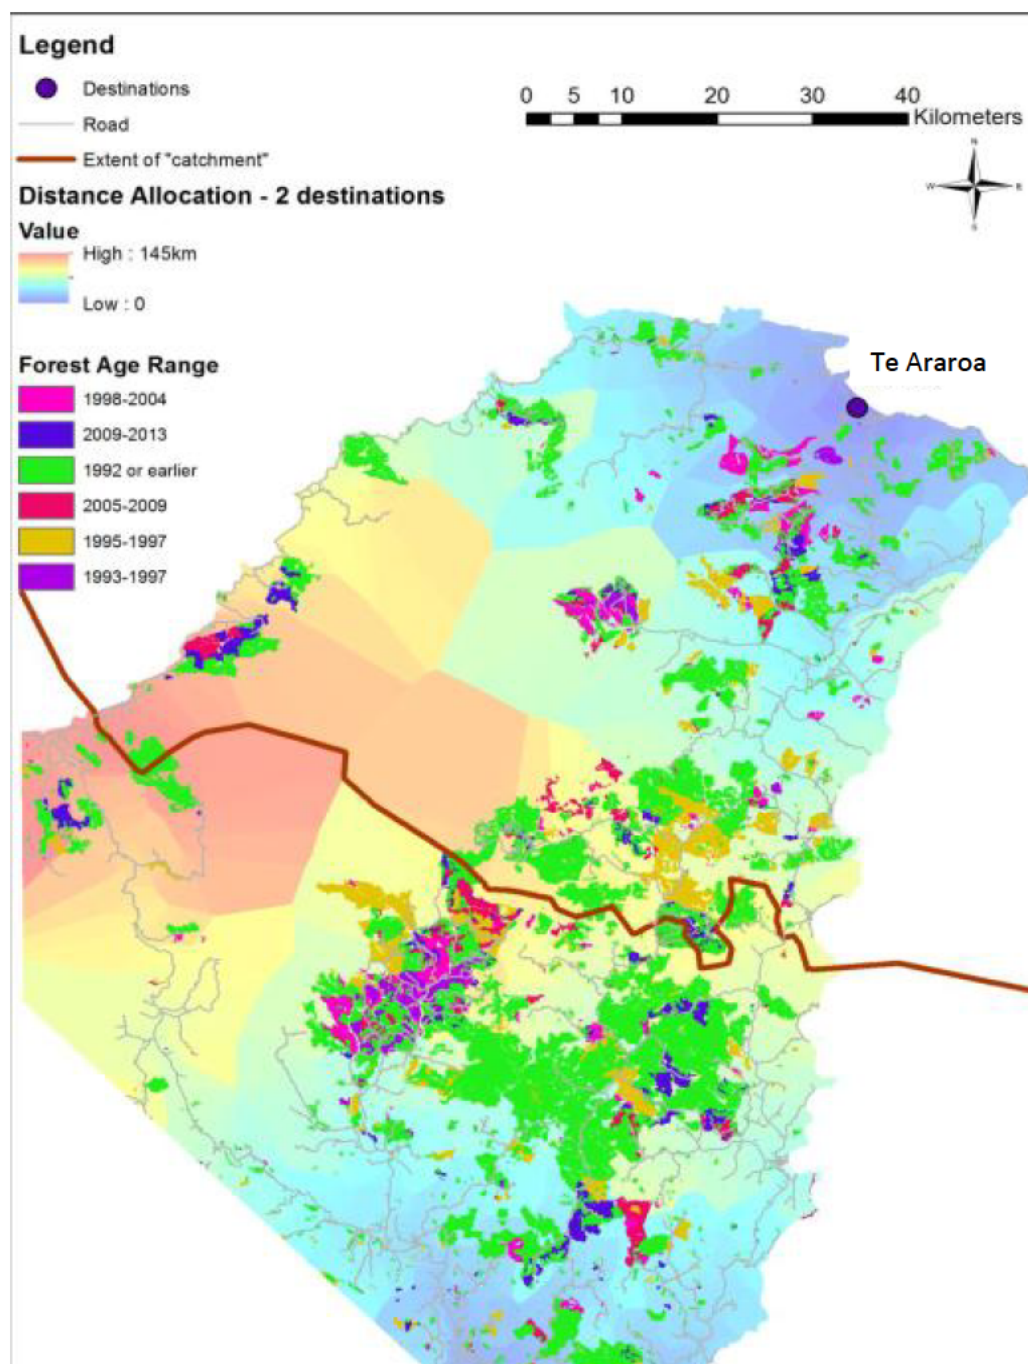 Legend
Destinations
Road
Extent of "catchment"
Distance Allocation - 2 destinations
Value
High : 145km
Low : 0
Forest Age Range
1998-2004
2009-2013
1992 or earlier
2005-2009
1995-1997
1993-1997
0 5 10 20 30 40
Kilometers
N
W E
S
Te Araroa